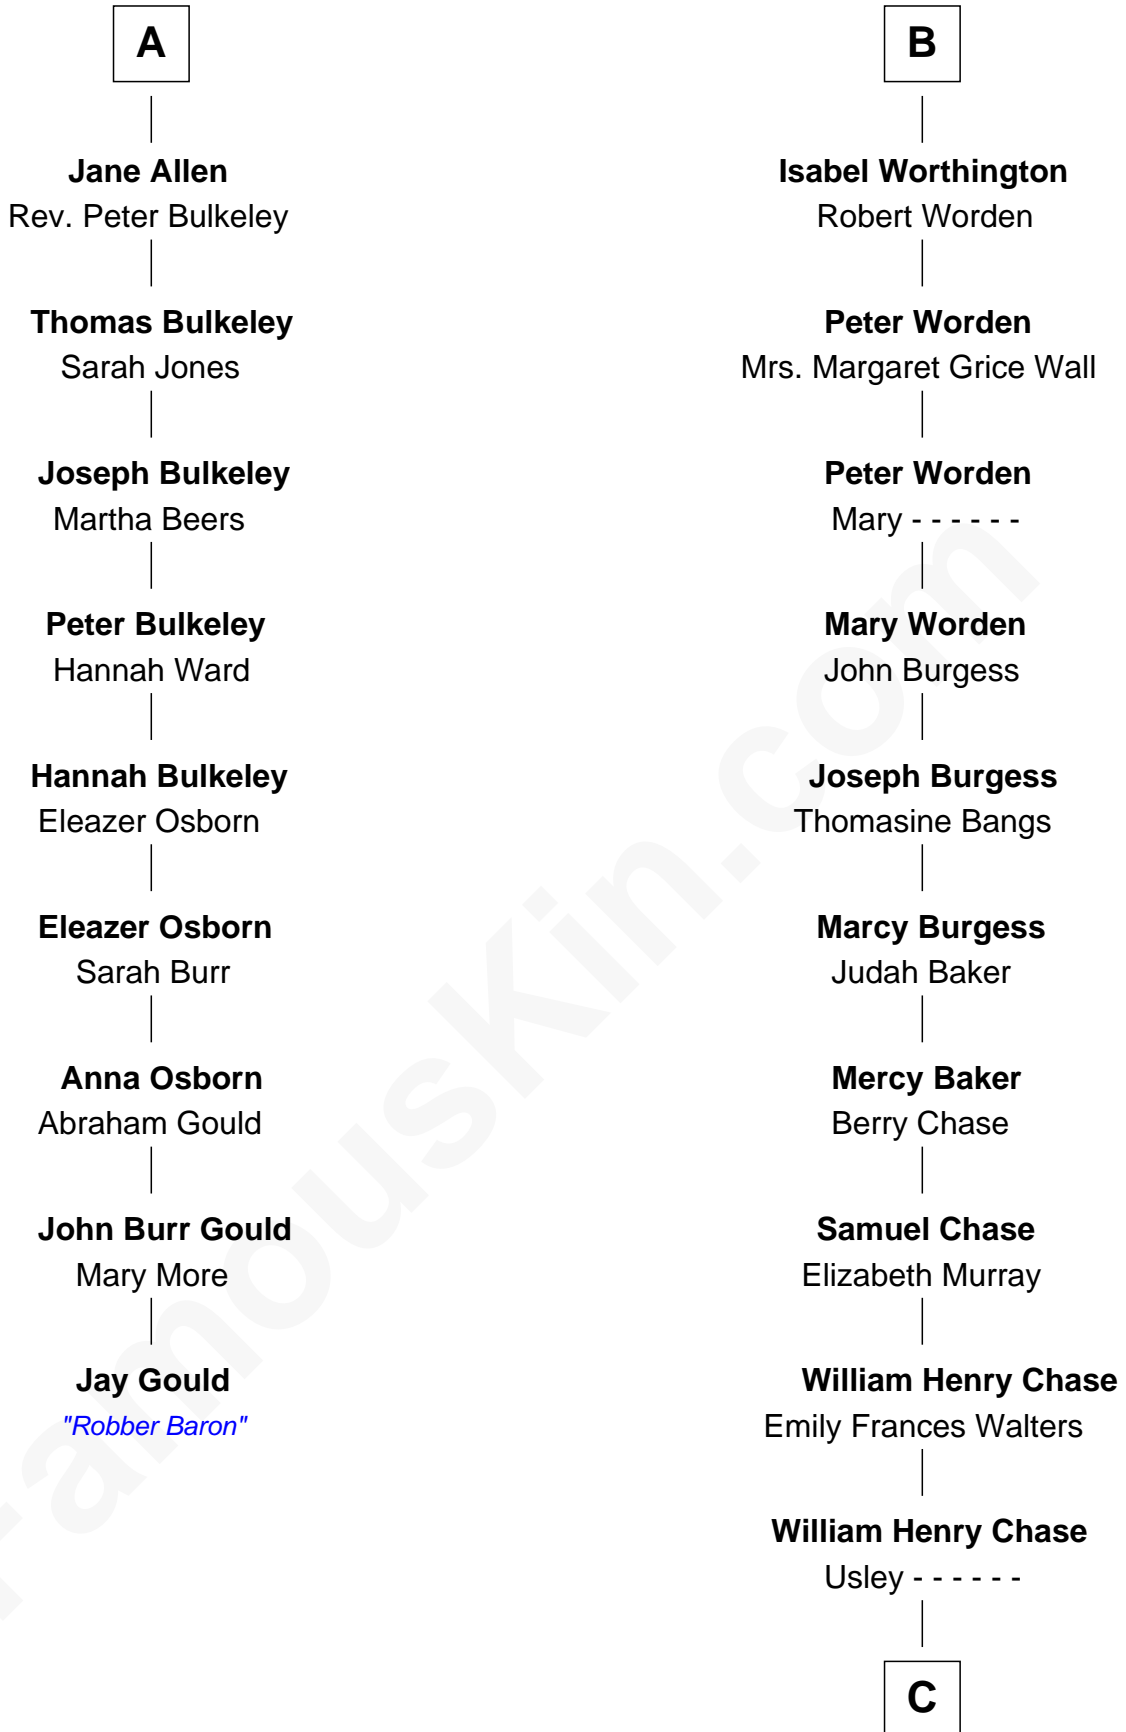 A
Jane Allen
Rev. Peter Bulkeley
Thomas Bulkeley
Sarah Jones
Joseph Bulkeley
Martha Beers
Peter Bulkeley
Hannah Ward
Hannah Bulkeley
Eleazer Osborn
Eleazer Osborn
Sarah Burr
Anna Osborn
Abraham Gould
John Burr Gould
Mary More
Jay Gould
"Robber Baron"
B
Isabel Worthington
Robert Worden
Peter Worden
Mrs. Margaret Grice Wall
Peter Worden
Mary - - - - - -
Mary Worden
John Burgess
Joseph Burgess
Thomasine Bangs
Marcy Burgess
Judah Baker
Mercy Baker
Berry Chase
Samuel Chase
Elizabeth Murray
William Henry Chase
Emily Frances Walters
William Henry Chase
Usley - - - - - -
C
FamousKin.com